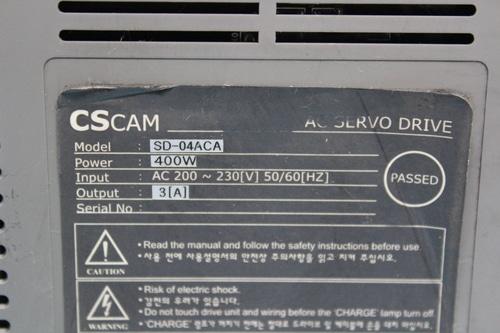 CSCAM AC SERVO DRIVE
Model : SD-04ACA
Power : 400W
Input : AC 200 ~ 230[V] 50/60[HZ]
Output : 3[A]
Serial No :
PASSED
• Read the manual and follow the safety instructions before use.
• 사용 전에 사용설명서의 안전상 주의사항을 읽고 지켜 주십시오.
CAUTION
• Risk of electric shock.
• 감전의 우려가 있습니다.
• Do not touch drive unit and wiring before the 'CHARGE' lamp turn off.